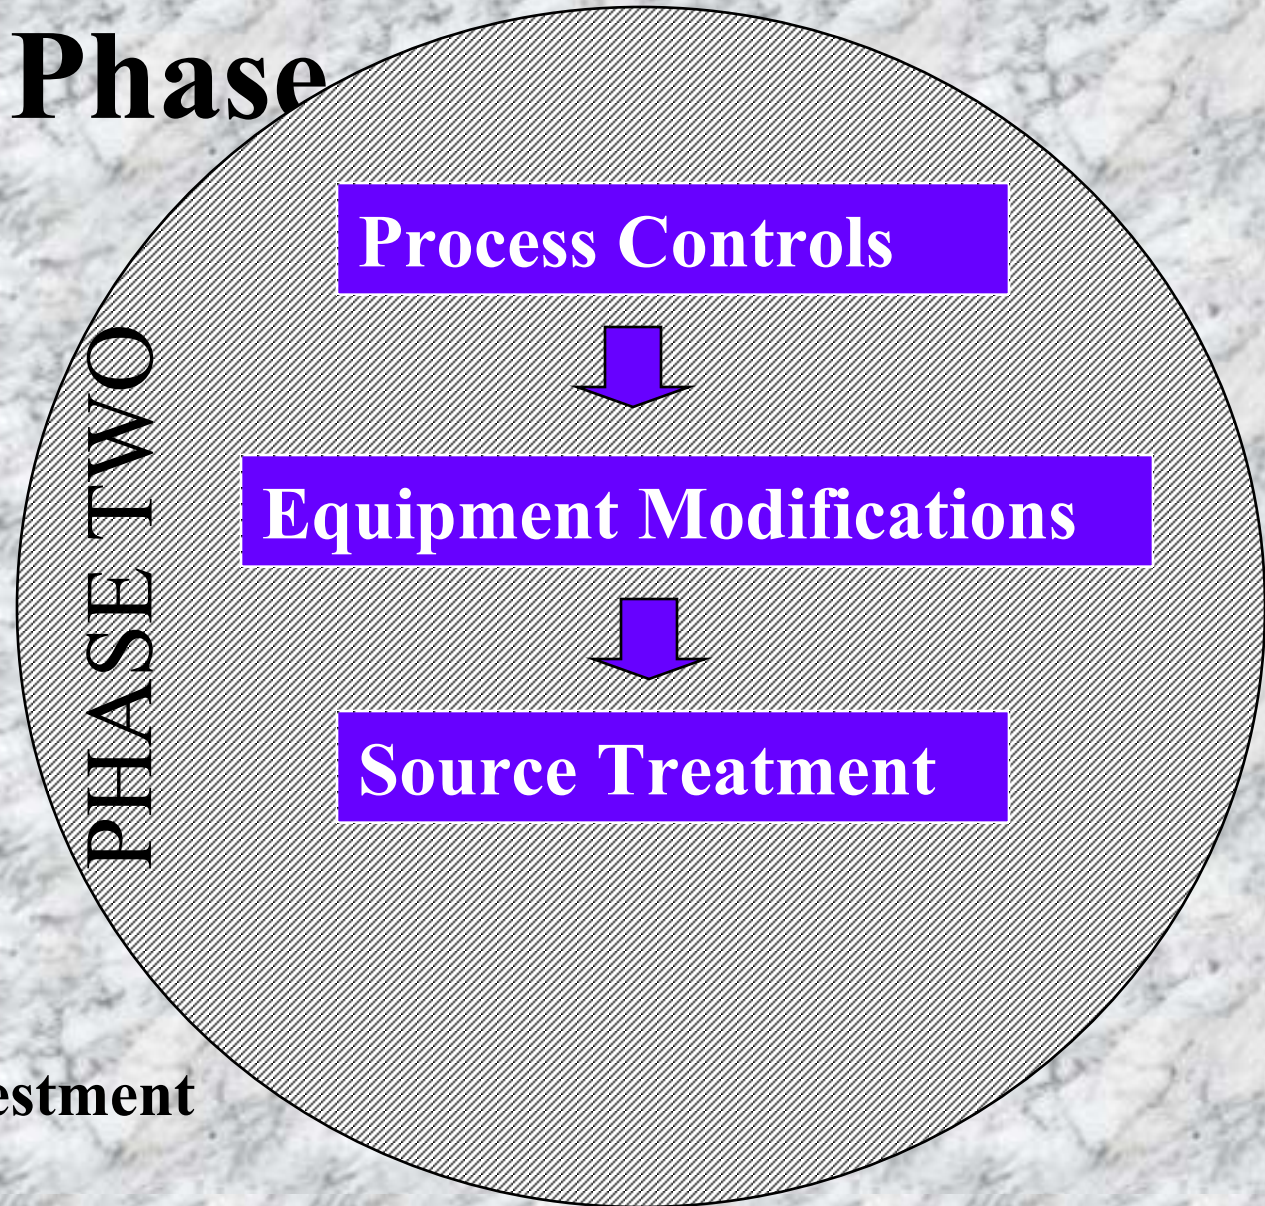 Phase
Process Controls
PHASE TWO
Equipment Modifications
Source Treatment
estment